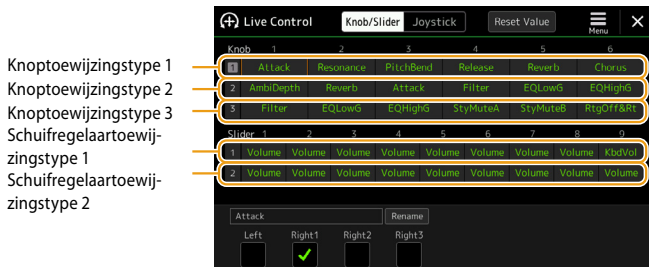 Live Control Knob/Slider Joystick Reset Value Menu
Knob 1 2 3 4 5 6
Knoptoewijzingstype 1
1 Attack Resonance PitchBend Release Reverb Chorus
Knoptoewijzingstype 2
2 AmbiDepth Reverb Attack Filter EQLowG EQHighG
Knoptoewijzingstype 3
3 Filter EQLowG EQHighG StyMuteA StyMuteB RtgOff&Rt
Slider 1 2 3 4 5 6 7 8 9
Schuifregelaartoewij-
zingstype 1
1 Volume Volume Volume Volume Volume Volume Volume Volume KbdVol
Schuifregelaartoewij-
zingstype 2
2 Volume Volume Volume Volume Volume Volume Volume Volume Volume
Attack Rename
Left Right1 Right2 Right3